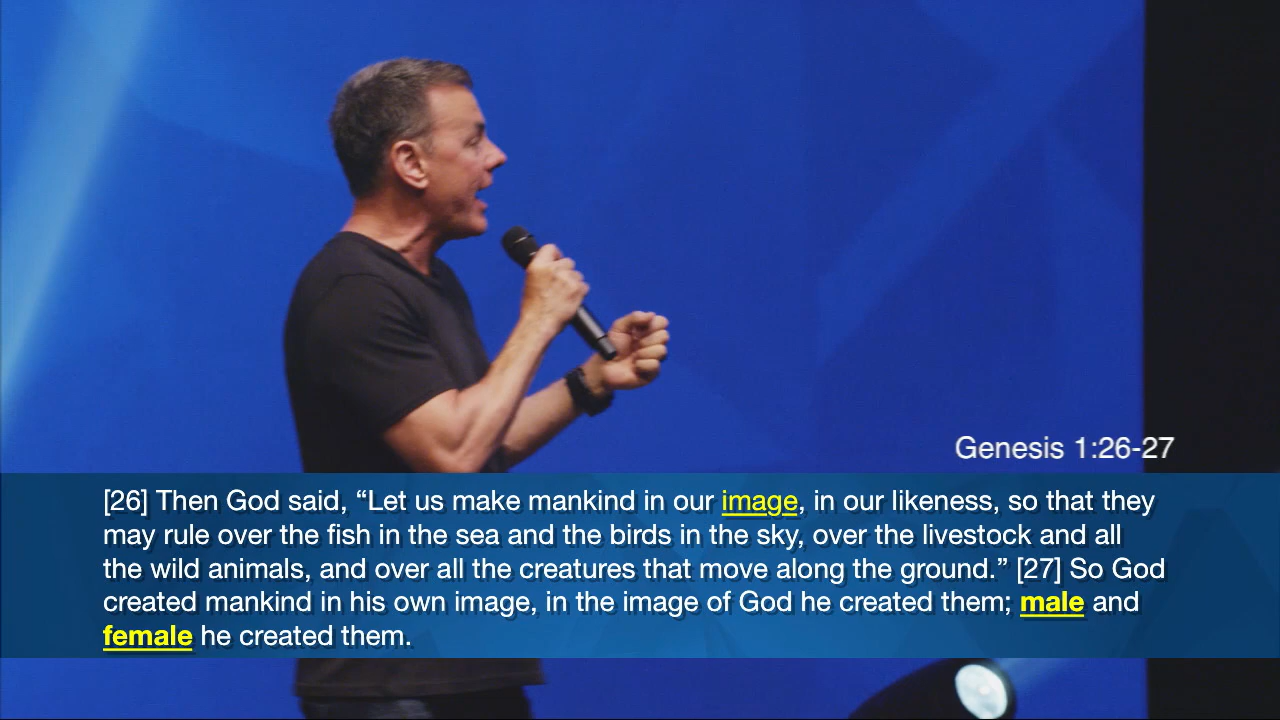 Genesis 1:26-27
[26] Then God said, “Let us make mankind in our image, in our likeness, so that they
may rule over the fish in the sea and the birds in the sky, over the livestock and all
the wild animals, and over all the creatures that move along the ground.” [27] So God
created mankind in his own image, in the image of God he created them; male and
female he created them.